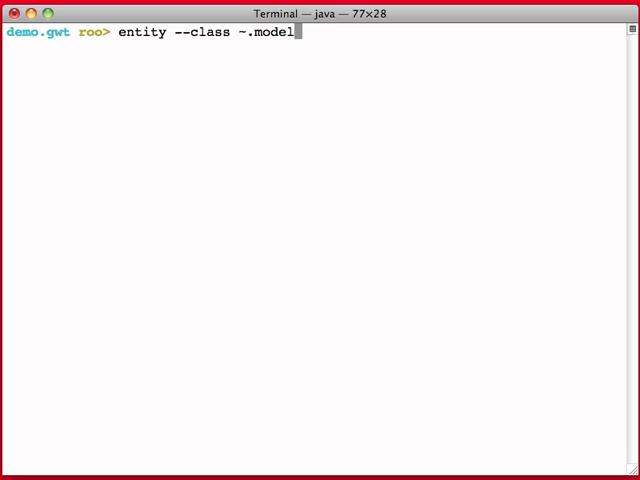 Terminal — java — 77×28
demo.gwt roo> entity --class ~.model